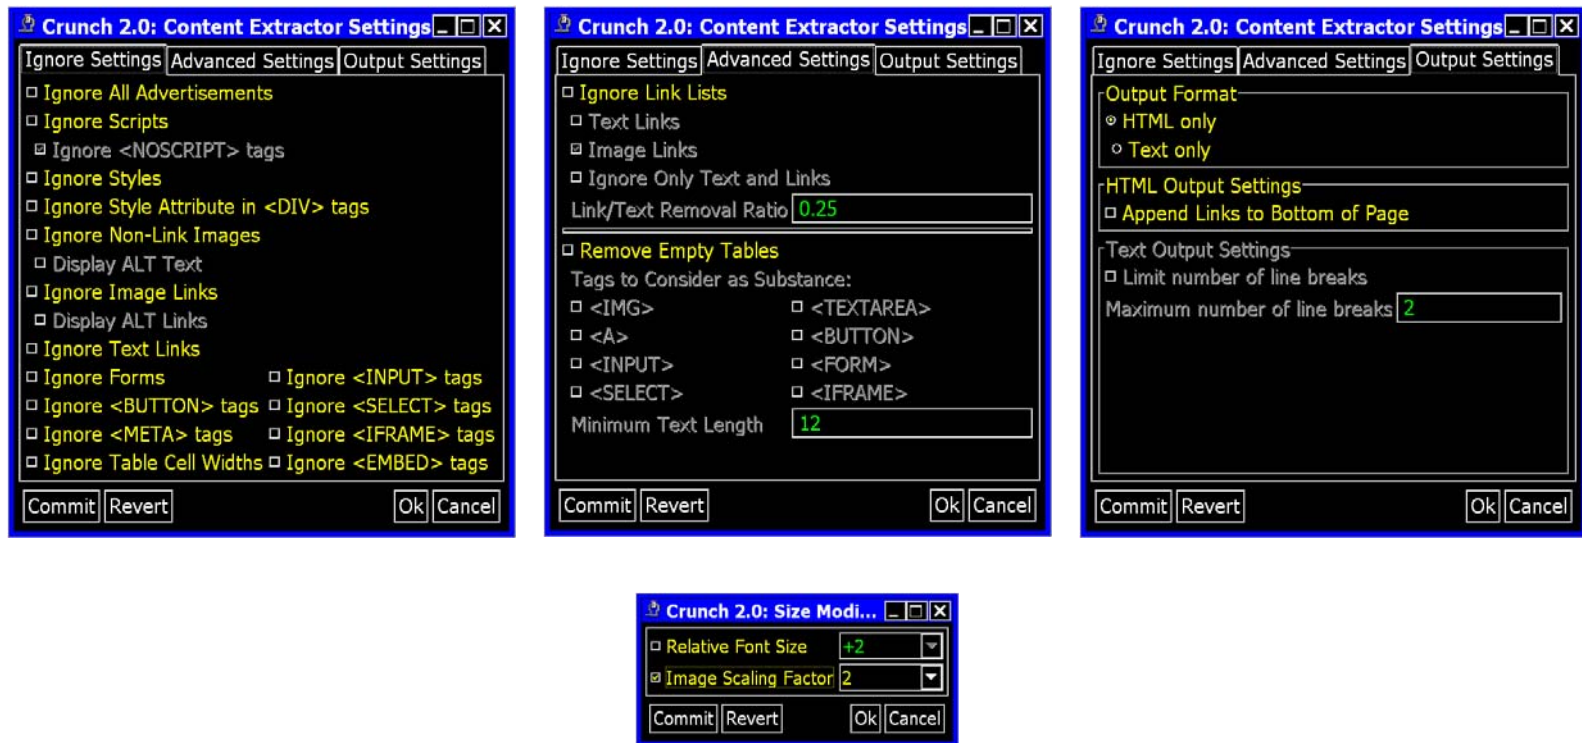 Crunch 2.0: Content Extractor Settings
Ignore Settings Advanced Settings Output Settings
Ignore All Advertisements
Ignore Scripts
Ignore <NOSCRIPT> tags
Ignore Styles
Ignore Style Attribute in <DIV> tags
Ignore Non-Link Images
Display ALT Text
Ignore Image Links
Display ALT Links
Ignore Text Links
Ignore Forms Ignore <INPUT> tags
Ignore <BUTTON> tags Ignore <SELECT> tags
Ignore <META> tags Ignore <IFRAME> tags
Ignore Table Cell Widths Ignore <EMBED> tags
Commit Revert Ok Cancel
Crunch 2.0: Content Extractor Settings
Ignore Settings Advanced Settings Output Settings
Ignore Link Lists
Text Links
Image Links
Ignore Only Text and Links
Link/Text Removal Ratio 0.25
Remove Empty Tables
Tags to Consider as Substance:
<IMG> <TEXTAREA>
<A> <BUTTON>
<INPUT> <FORM>
<SELECT> <IFRAME>
Minimum Text Length 12
Commit Revert Ok Cancel
Crunch 2.0: Content Extractor Settings
Ignore Settings Advanced Settings Output Settings
Output Format
HTML only
Text only
HTML Output Settings
Append Links to Bottom of Page
Text Output Settings
Limit number of line breaks
Maximum number of line breaks 2
Commit Revert Ok Cancel
Crunch 2.0: Size Modi...
Relative Font Size +2
Image Scaling Factor 2
Commit Revert Ok Cancel